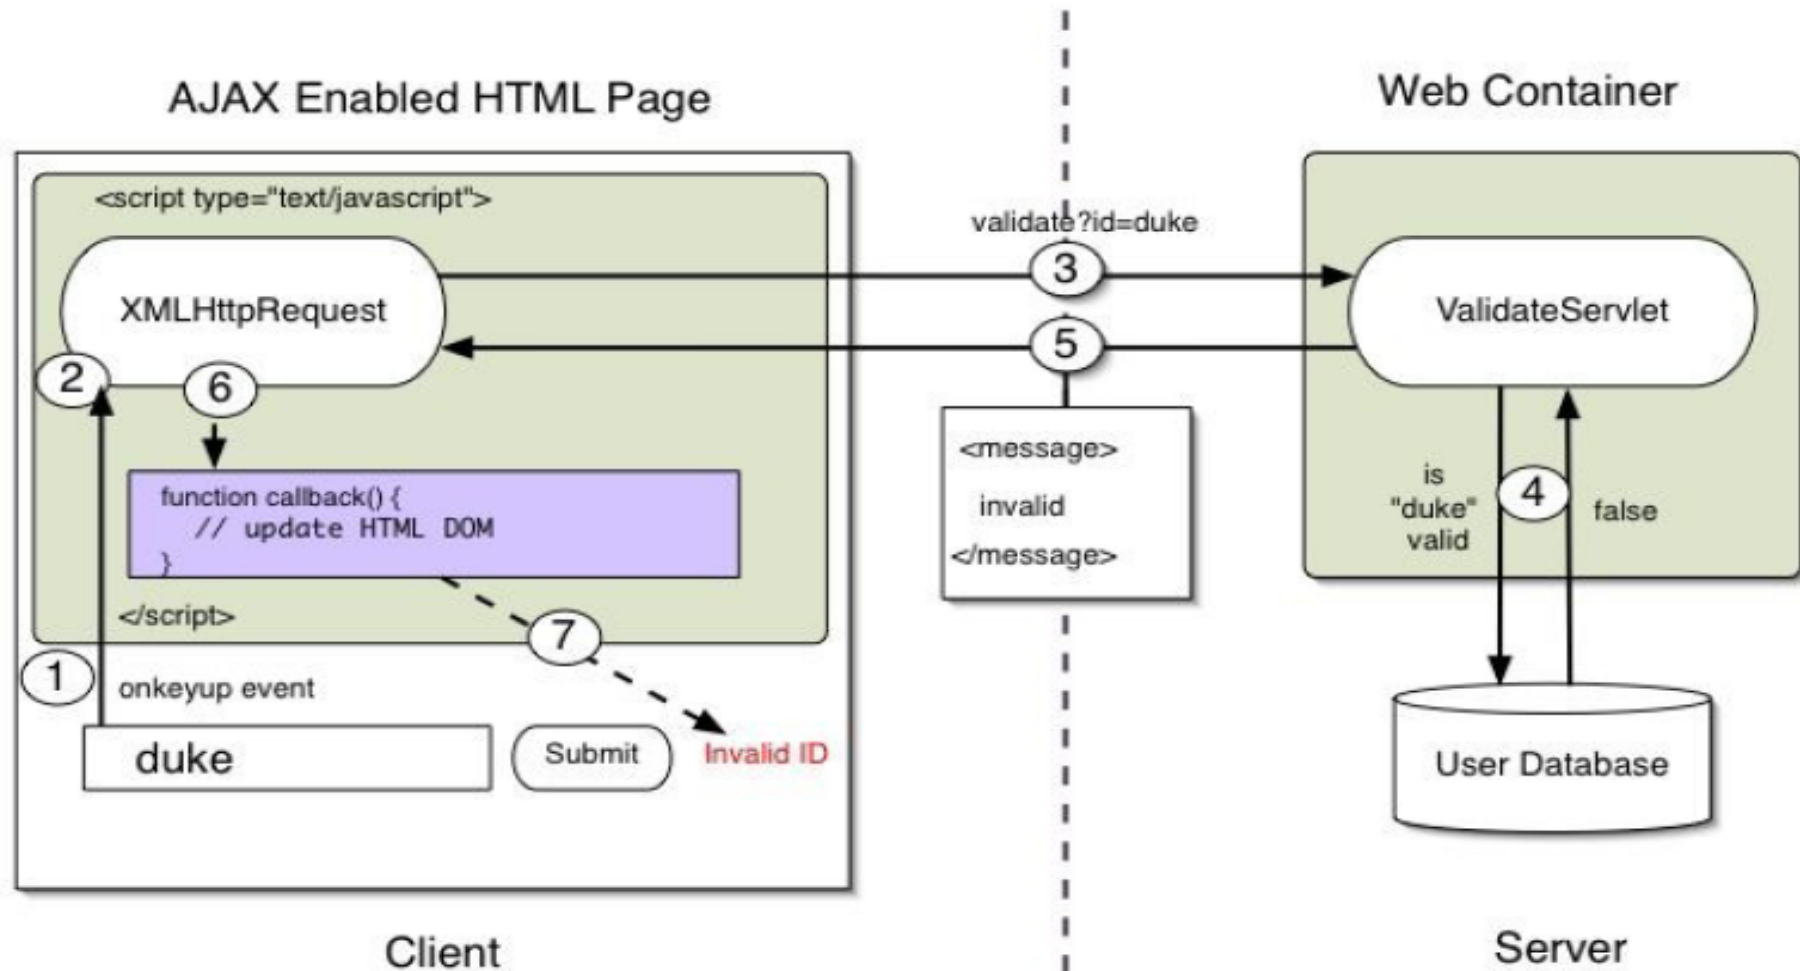 AJAX Enabled HTML Page
Web Container
<script type="text/javascript">
validate?id=duke
3
XMLHttpRequest
ValidateServlet
5
2
6
<message>
invalid
</message>
is
"duke"
valid
4
false
function callback() {
// update HTML DOM
}
</script>
7
1
onkeyup event
duke
Submit
Invalid ID
User Database
Client
Server